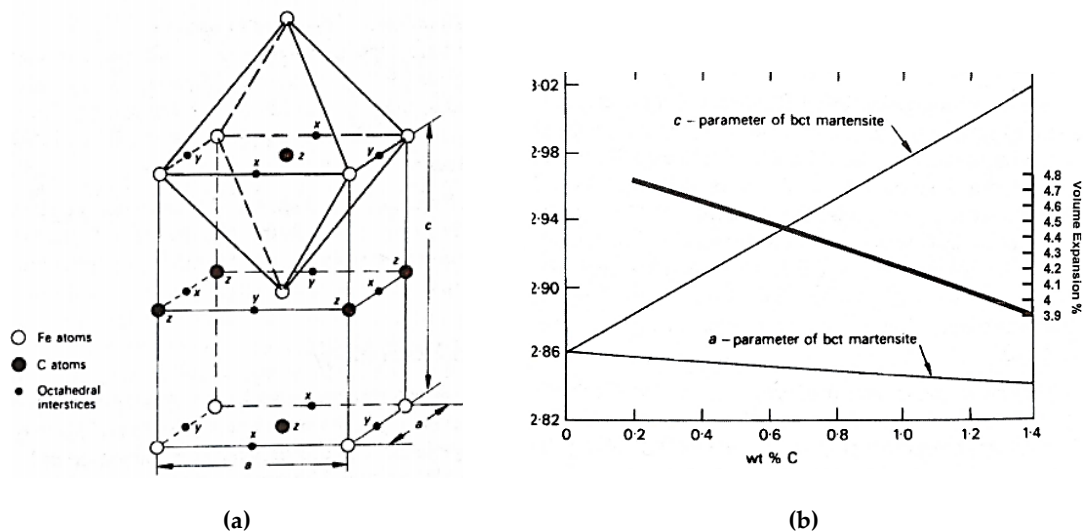 x
y
z
y
x
c
z
z
y
x
x
z
y
z
Fe atoms
C atoms
Octahedral
interstices
x
y
z
y
x
a
a
(a)
3·02
2·98
2·94
2·90
2·86
2·82
c – parameter of bct martensite
a – parameter of bct martensite
4.8
4.7
4.6
4.5
4.4
4.3
4.2
4.1
4
3.9
Volume Expansion %
0
0·2
0·4
0·6
0·8
1·0
1·2
1·4
wt % C
(b)